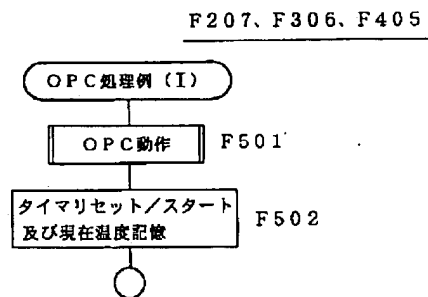 F207、F306、F405
OPC処理例(I)
OPC動作 F501
タイマリセット/スタート
及び現在温度記憶 F502